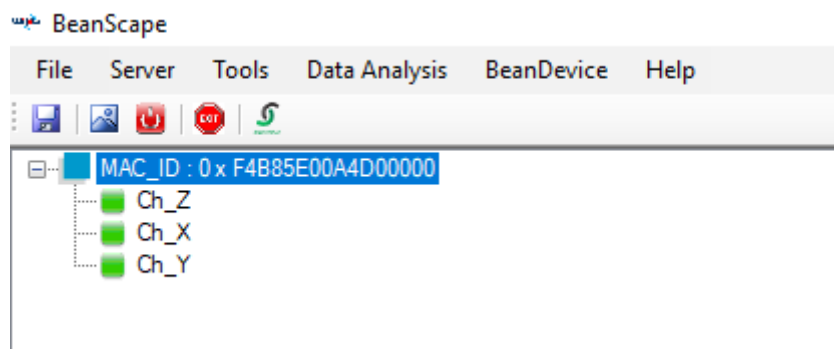 BeanScape
File Server Tools Data Analysis BeanDevice Help
MAC_ID : 0 x F4B85E00A4D00000
Ch_Z
Ch_X
Ch_Y